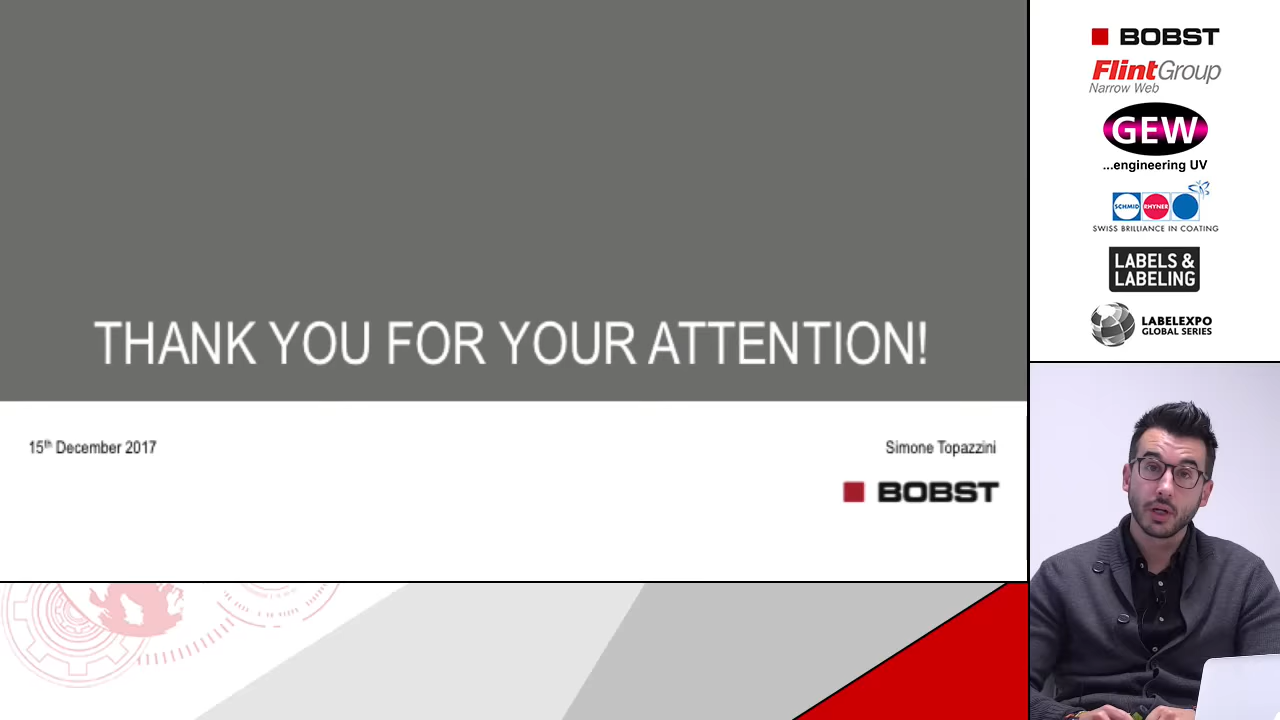 THANK YOU FOR YOUR ATTENTION!
15th December 2017
Simone Topazzini
BOBST
BOBST
FlintGroup
Narrow Web
GEW
...engineering UV
SCHMID RHYNER
SWISS BRILLIANCE IN COATING
LABELS &
LABELING
LABELEXPO
GLOBAL SERIES